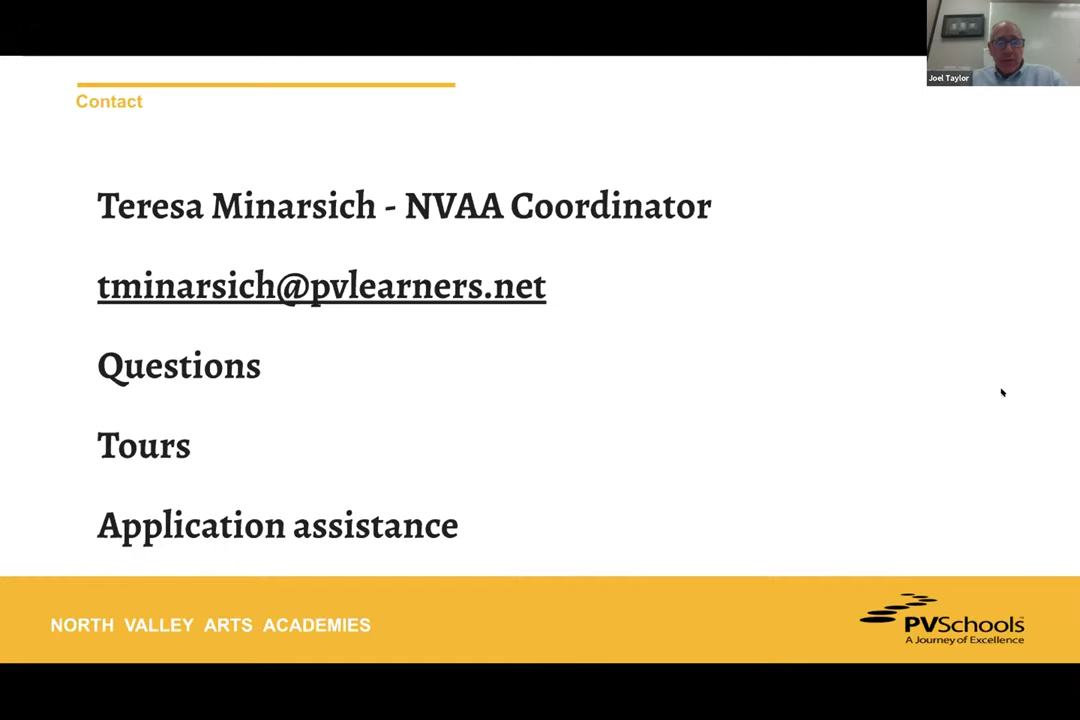 Joel Taylor
Contact
Teresa Minarsich - NVAA Coordinator
tminarsich@pvlearners.net
Questions
Tours
Application assistance
NORTH VALLEY ARTS ACADEMIES
PVSchools
A Journey of Excellence